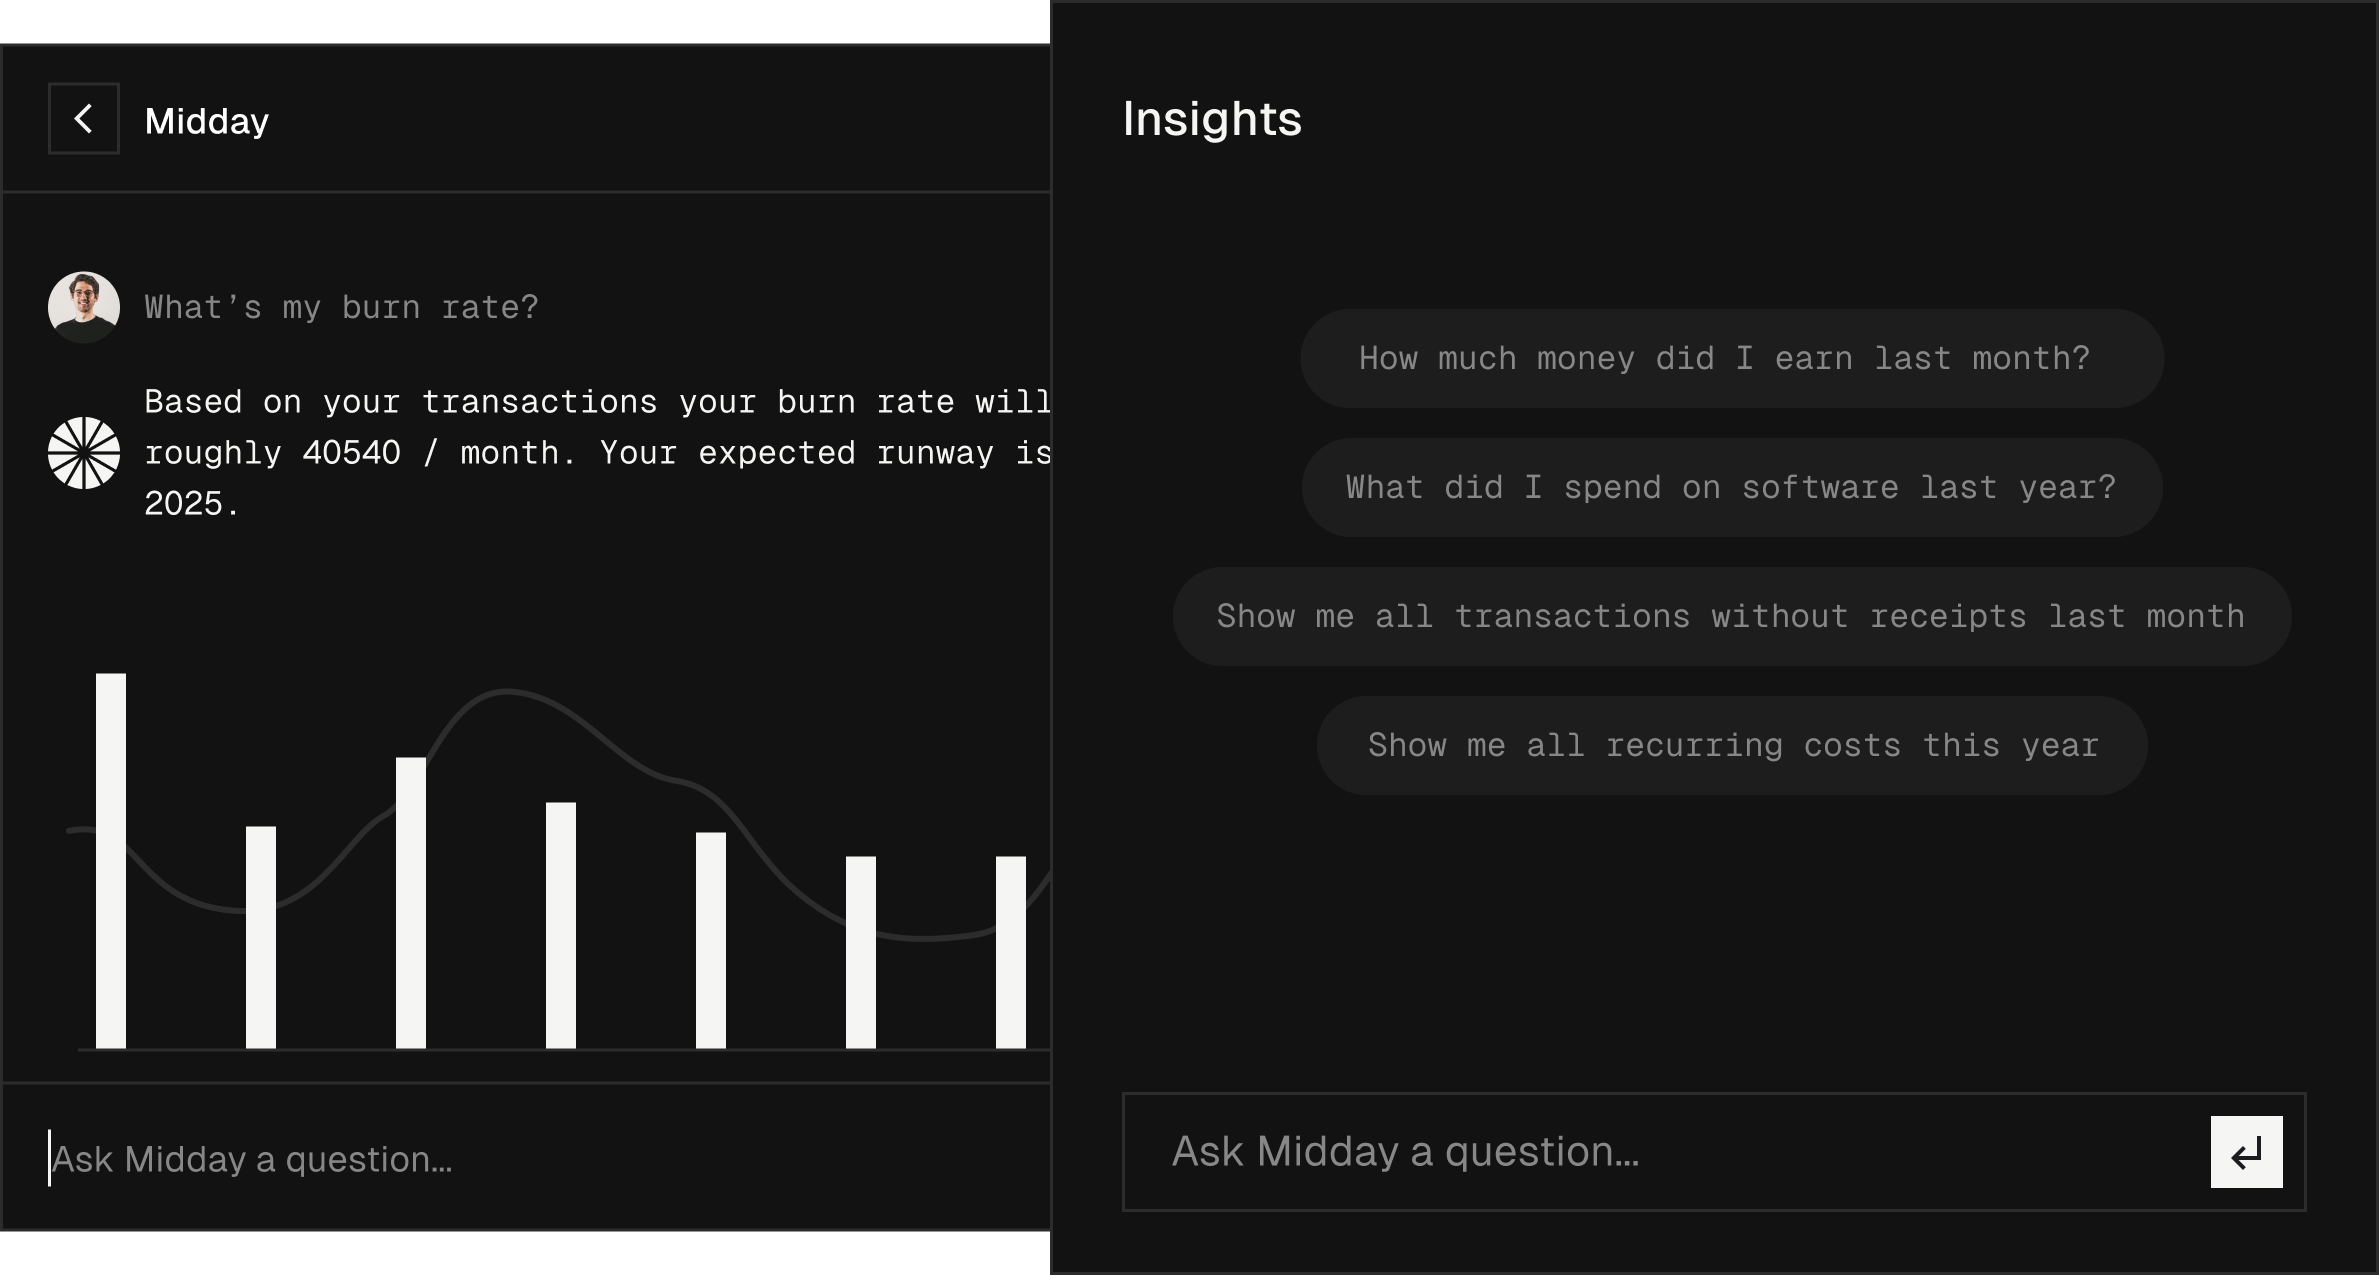 Midday
What’s my burn rate?
Based on your transactions your burn rate will
roughly 40540 / month. Your expected runway is
2025.
Ask Midday a question...
Insights
How much money did I earn last month?
What did I spend on software last year?
Show me all transactions without receipts last month
Show me all recurring costs this year
Ask Midday a question...